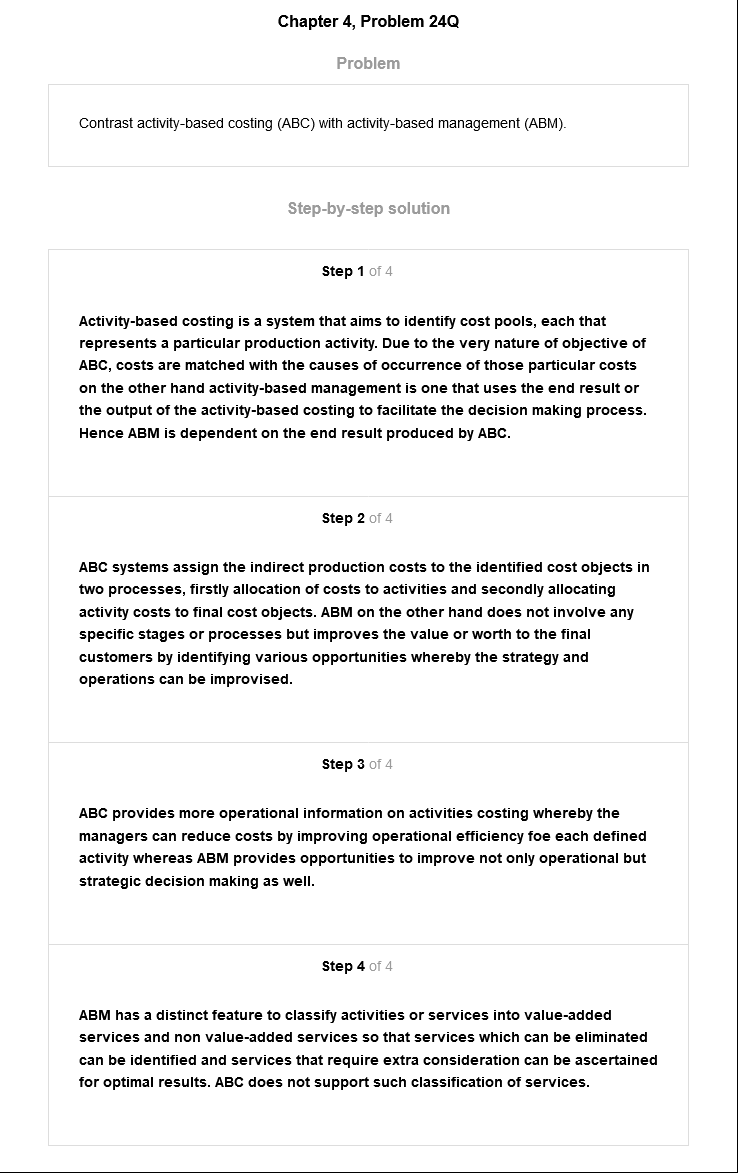 Chapter 4, Problem 24Q
Problem
Contrast activity-based costing (ABC) with activity-based management (ABM).
Step-by-step solution
Step 1 of 4
Activity-based costing is a system that aims to identify cost pools, each that
represents a particular production activity. Due to the very nature of objective of
ABC, costs are matched with the causes of occurrence of those particular costs
on the other hand activity-based management is one that uses the end result or
the output of the activity-based costing to facilitate the decision making process.
Hence ABM is dependent on the end result produced by ABC.
Step 2 of 4
ABC systems assign the indirect production costs to the identified cost objects in
two processes, firstly allocation of costs to activities and secondly allocating
activity costs to final cost objects. ABM on the other hand does not involve any
specific stages or processes but improves the value or worth to the final
customers by identifying various opportunities whereby the strategy and
operations can be improvised.
Step 3 of 4
ABC provides more operational information on activities costing whereby the
managers can reduce costs by improving operational efficiency foe each defined
activity whereas ABM provides opportunities to improve not only operational but
strategic decision making as well.
Step 4 of 4
ABM has a distinct feature to classify activities or services into value-added
services and non value-added services so that services which can be eliminated
can be identified and services that require extra consideration can be ascertained
for optimal results. ABC does not support such classification of services.